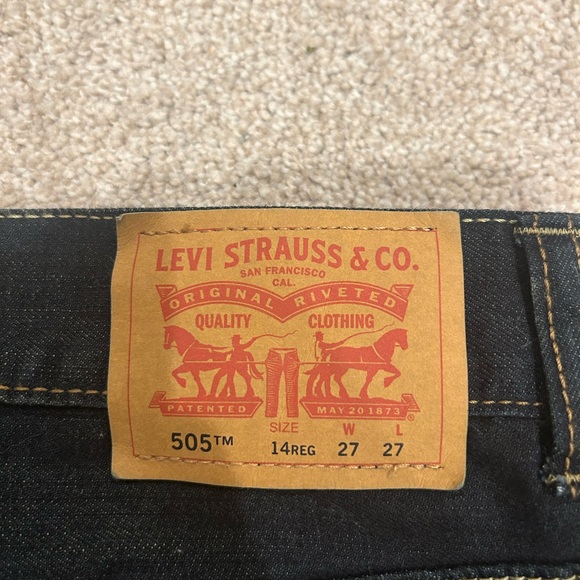 LEVI STRAUSS & CO.
SAN FRANCISCO
CAL.
ORIGINAL RIVETED
QUALITY CLOTHING
PATENTED MAY 20 1873
®
SIZE W L
505™ 14REG 27 27